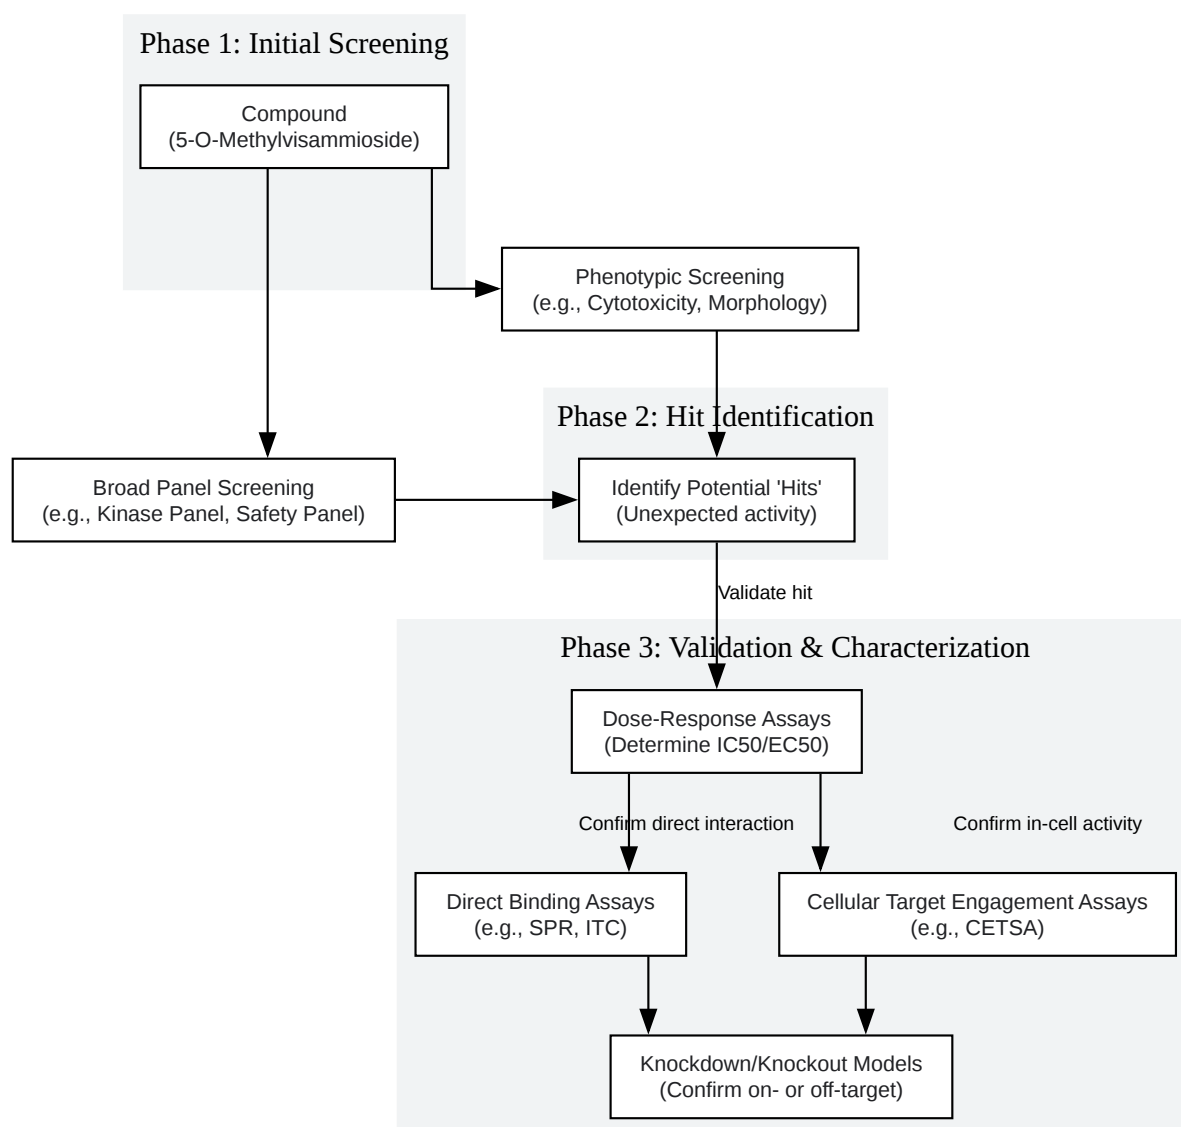 Phase 1: Initial Screening
Compound
(5-O-Methylvisammioside)
Phenotypic Screening
(e.g., Cytotoxicity, Morphology)
Phase 2: Hit Identification
Broad Panel Screening
(e.g., Kinase Panel, Safety Panel)
Identify Potential 'Hits'
(Unexpected activity)
Validate hit
Phase 3: Validation & Characterization
Dose-Response Assays
(Determine IC50/EC50)
Confirm direct interaction
Confirm in-cell activity
Direct Binding Assays
(e.g., SPR, ITC)
Cellular Target Engagement Assays
(e.g., CETSA)
Knockdown/Knockout Models
(Confirm on- or off-target)